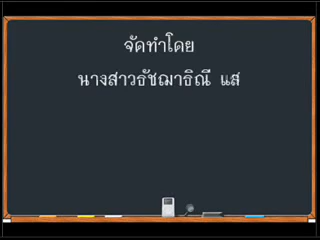 จัดทำโดย
นางสาวธัชฌาธิณี แส